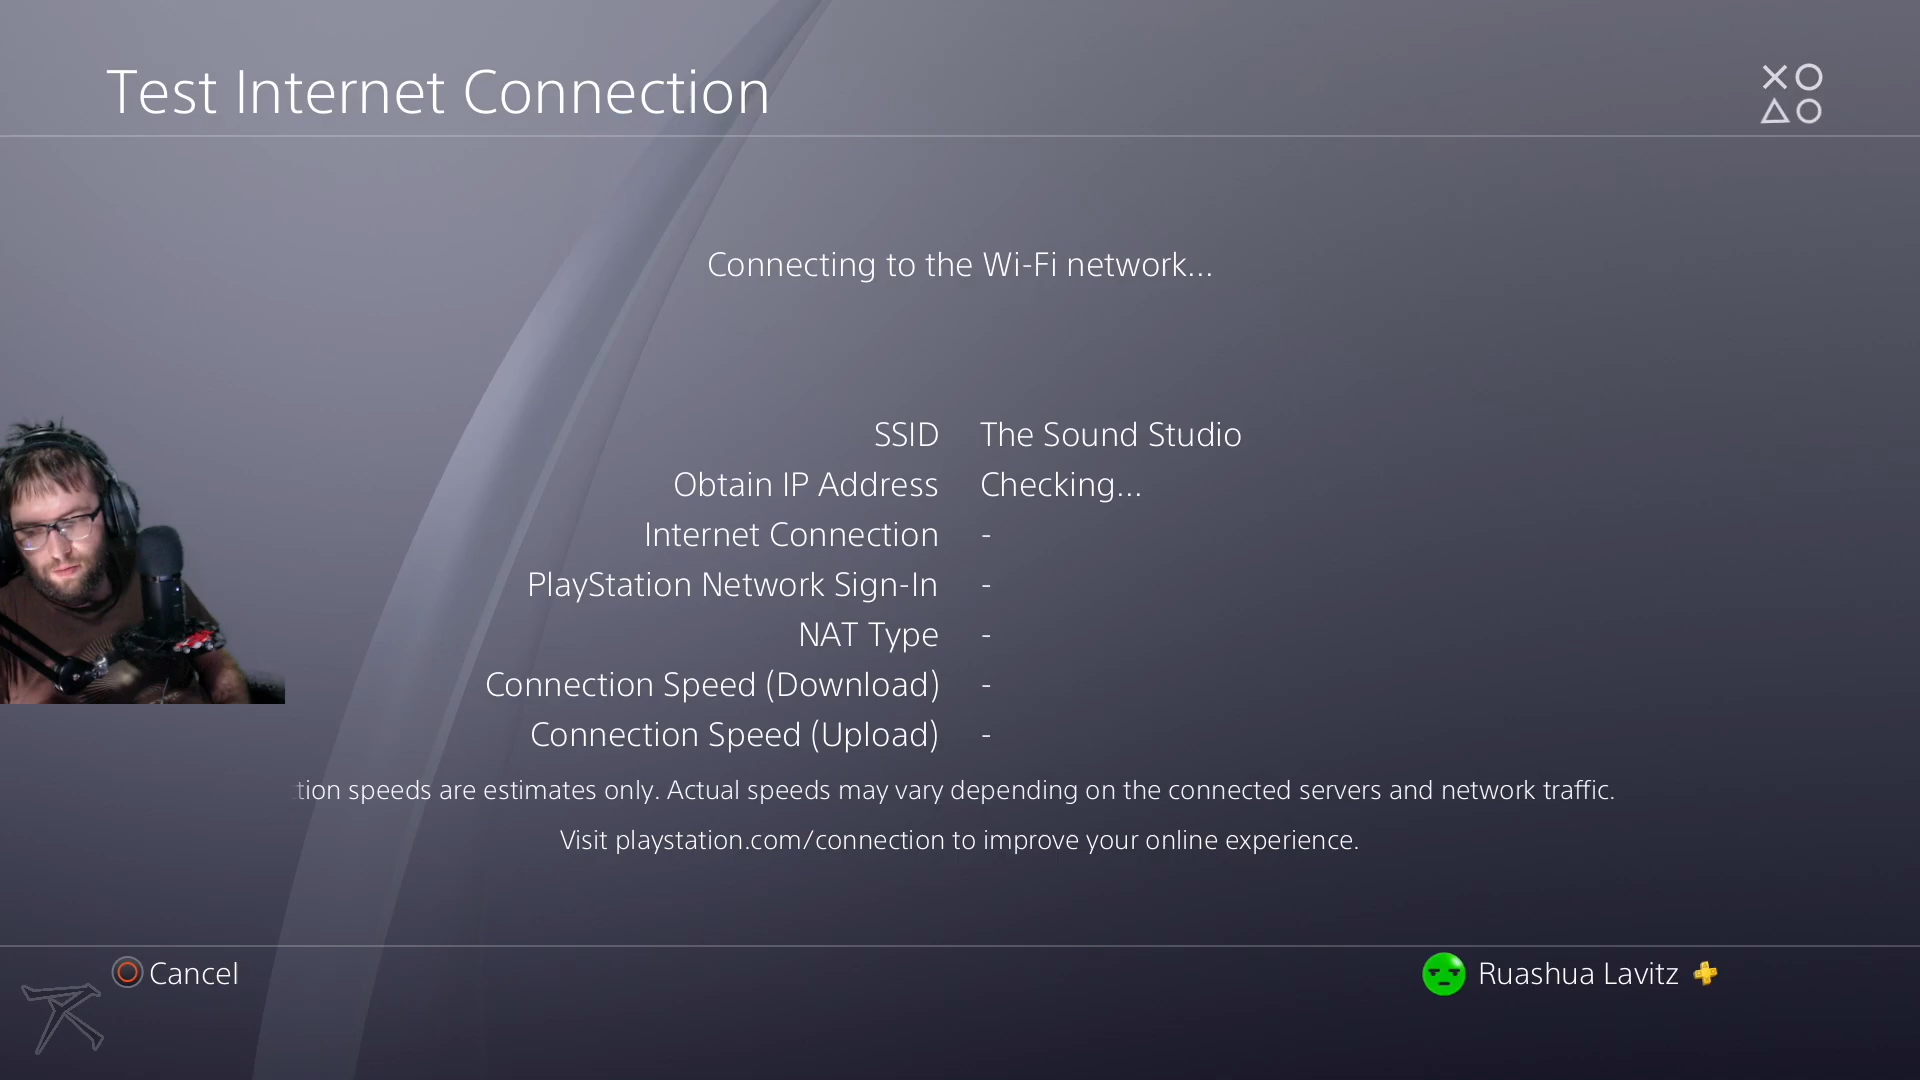 Test Internet Connection
Connecting to the Wi-Fi network...
SSID The Sound Studio
Obtain IP Address Checking...
Internet Connection -
PlayStation Network Sign-In -
NAT Type -
Connection Speed (Download) -
Connection Speed (Upload) -
tion speeds are estimates only. Actual speeds may vary depending on the connected servers and network traffic.
Visit playstation.com/connection to improve your online experience.
Cancel Ruashua Lavitz